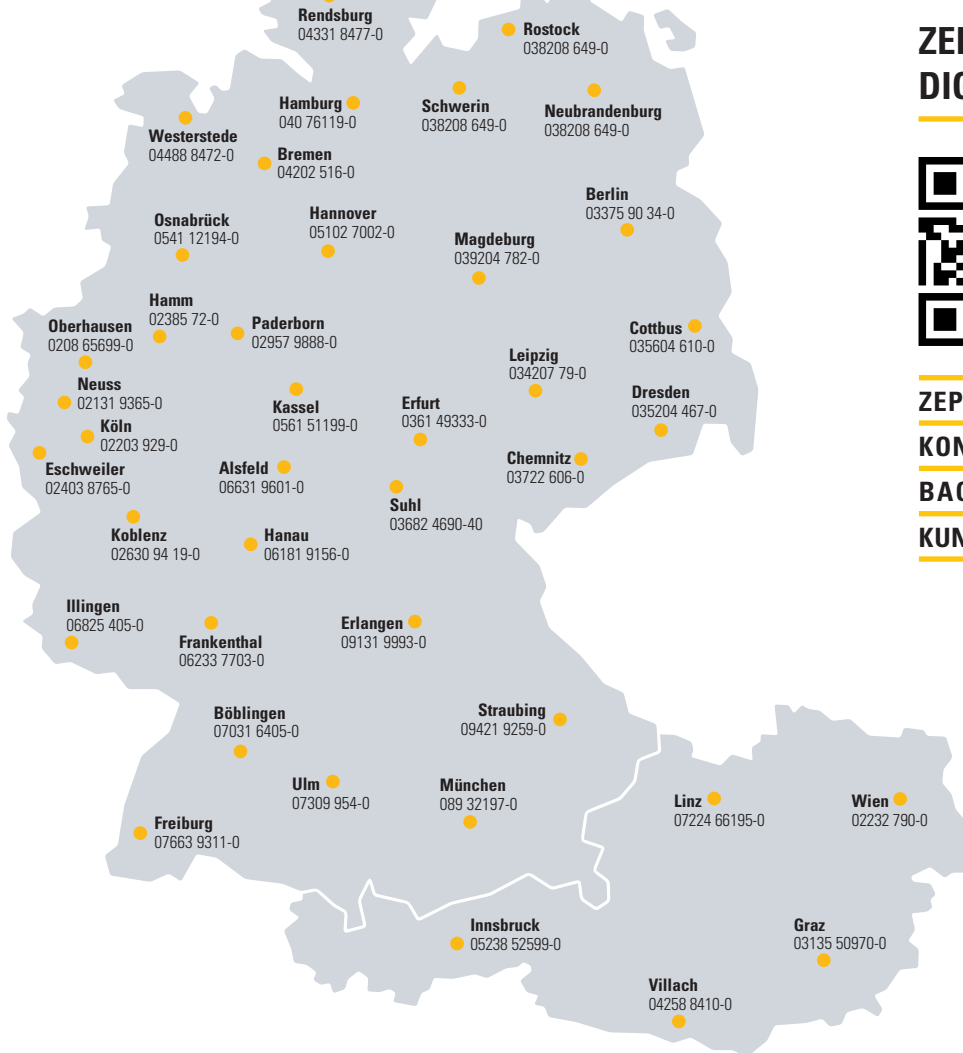 Rendsburg
04331 8477-0
Rostock
038208 649-0
Hamburg
040 76119-0
Schwerin
038208 649-0
Neubrandenburg
038208 649-0
Westerstede
04488 8472-0
Bremen
04202 516-0
Berlin
03375 90 34-0
Osnabrück
0541 12194-0
Hannover
05102 7002-0
Magdeburg
039204 782-0
Hamm
02385 72-0
Oberhausen
0208 65699-0
Paderborn
02957 9888-0
Cottbus
035604 610-0
Leipzig
034207 79-0
Neuss
02131 9365-0
Kassel
0561 51199-0
Erfurt
0361 49333-0
Dresden
035204 467-0
Köln
02203 929-0
Eschweiler
02403 8765-0
Alsfeld
06631 9601-0
Chemnitz
03722 606-0
Suhl
03682 4690-40
Koblenz
02630 94 19-0
Hanau
06181 9156-0
Illingen
06825 405-0
Frankenthal
06233 7703-0
Erlangen
09131 9993-0
Böblingen
07031 6405-0
Straubing
09421 9259-0
Ulm
07309 954-0
München
089 32197-0
Linz
07224 66195-0
Wien
02232 790-0
Freiburg
07663 9311-0
Innsbruck
05238 52599-0
Graz
03135 50970-0
Villach
04258 8410-0
ZEP
KON
KUN